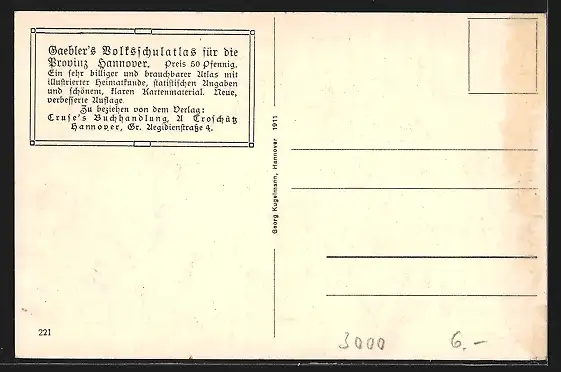 Gaebler's Volksschulatlas für die
Provinz Hannover. Preis 50 Pfennig.
Ein sehr billiger und brauchbarer Atlas mit
illustrierter Heimatkunde, statistischen Angaben
und schönem, klaren Kartenmaterial. Neue,
verbesserte Auflage.
Zu beziehen von dem Verlag:
Cruse's Buchhandlung, A Troschütz
Hannover, Gr. Aegidienstraße 4.
Georg Kugelmann, Hannover 1911
221
3000 6.-